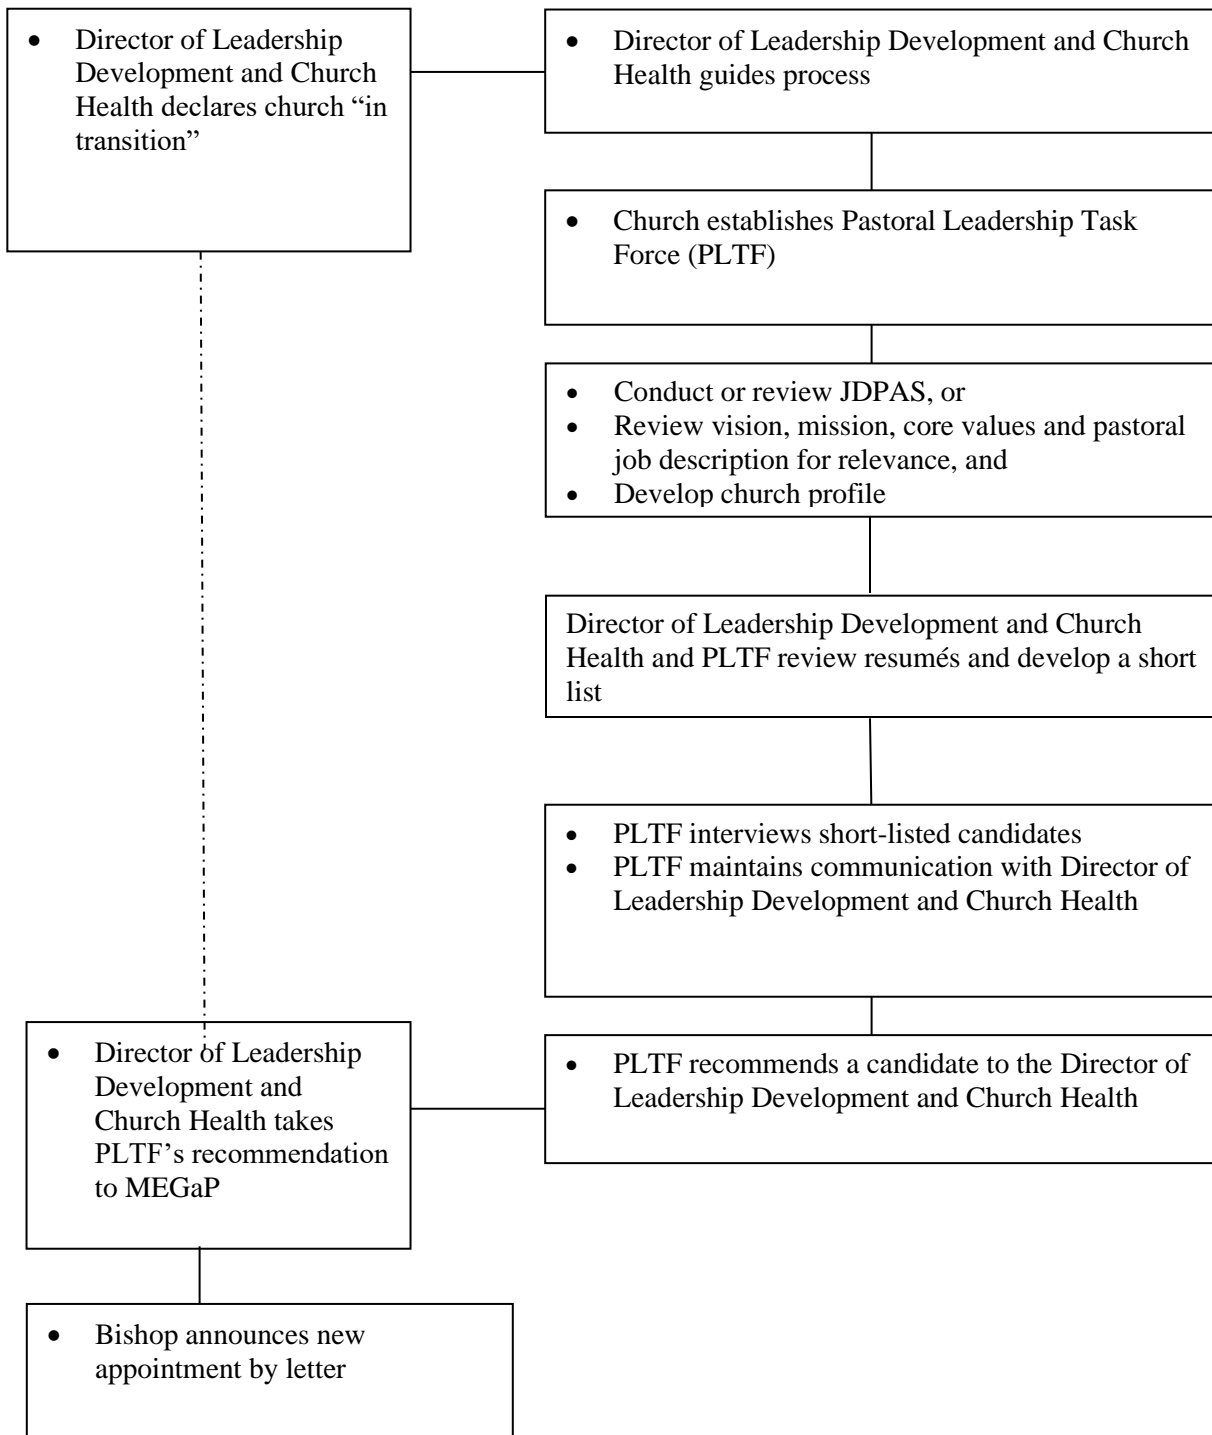 • Director of Leadership
Development and Church
Health declares church “in
transition”
• Director of Leadership Development and Church
Health guides process
• Church establishes Pastoral Leadership Task
Force (PLTF)
• Conduct or review JDPAS, or
• Review vision, mission, core values and pastoral
job description for relevance, and
• Develop church profile
Director of Leadership Development and Church
Health and PLTF review resumés and develop a short
list
• PLTF interviews short-listed candidates
• PLTF maintains communication with Director of
Leadership Development and Church Health
• PLTF recommends a candidate to the Director of
Leadership Development and Church Health
• Director of Leadership
Development and
Church Health takes
PLTF’s recommendation
to MEGaP
• Bishop announces new
appointment by letter